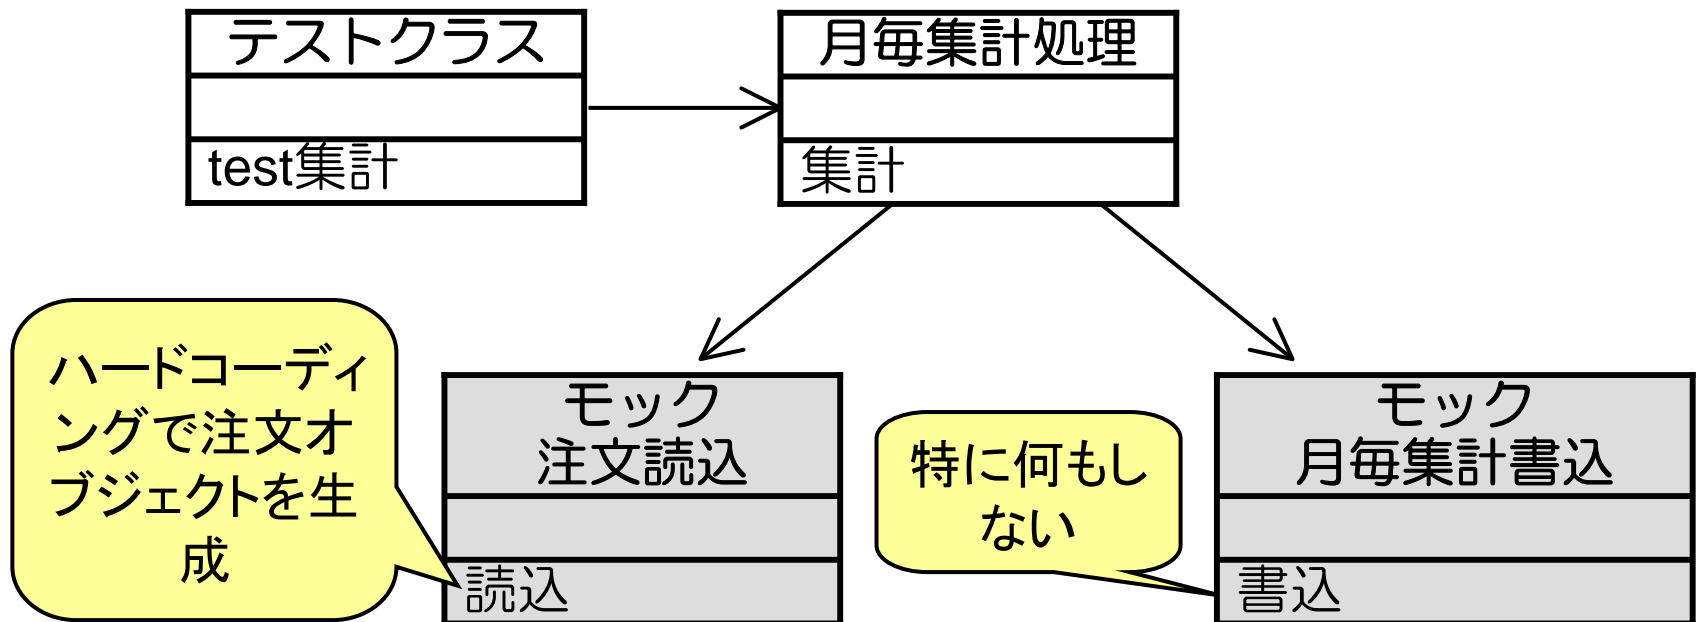 テストクラス
test集計
月毎集計処理
集計
ハードコーディ
ングで注文オ
ブジェクトを生
成
モック
注文読込
読込
特に何もし
ない
モック
月毎集計書込
書込